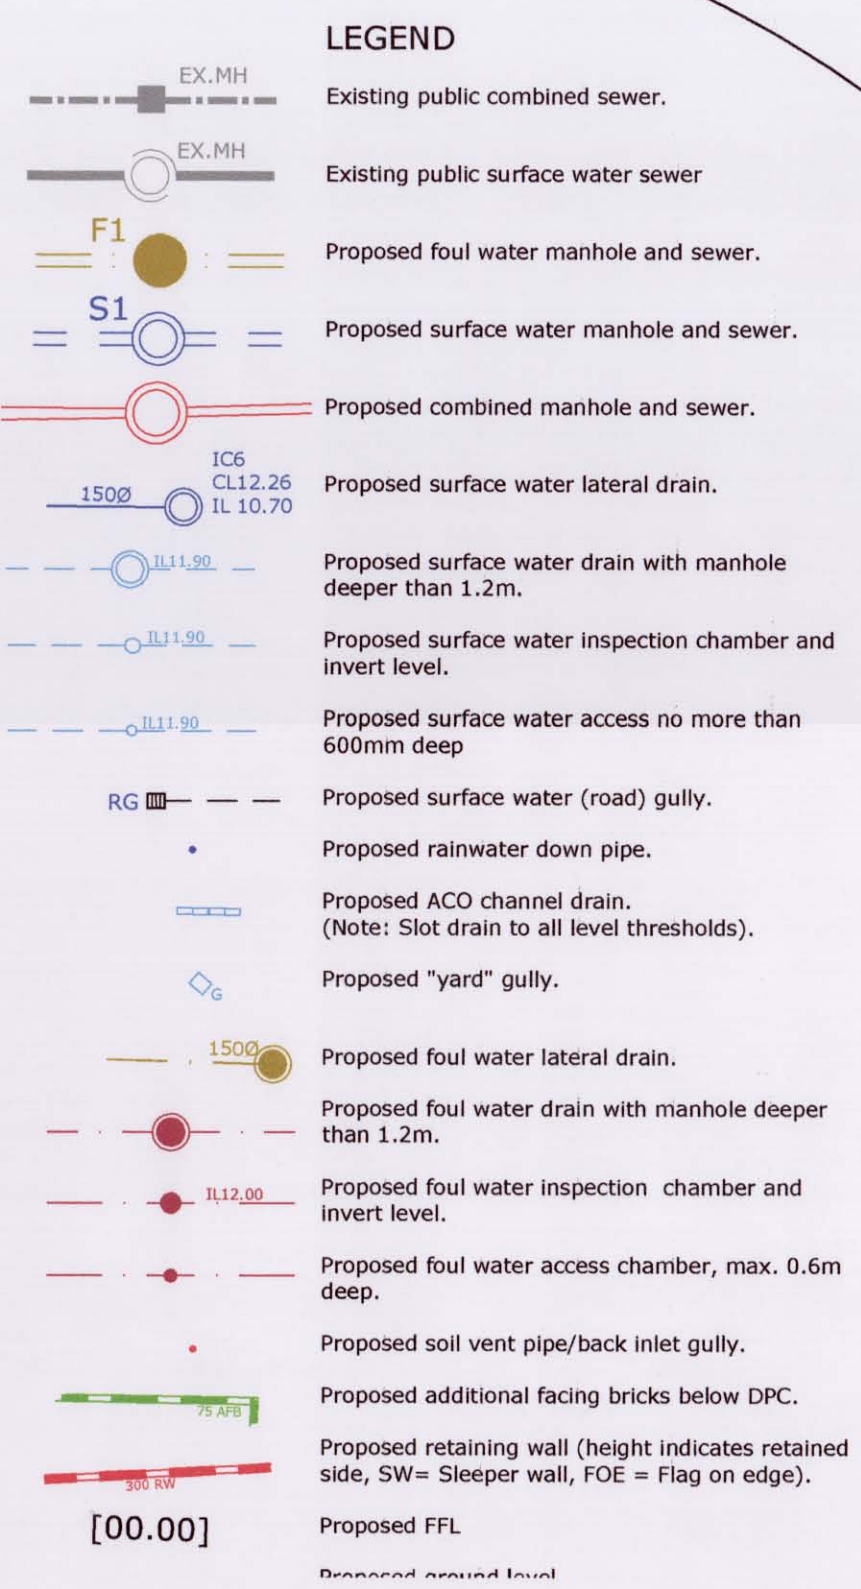 LEGEND
EX.MH
Existing public combined sewer.
EX.MH
Existing public surface water sewer
F1
Proposed foul water manhole and sewer.
S1
Proposed surface water manhole and sewer.
Proposed combined manhole and sewer.
150Ø
IC6
CL12.26
IL 10.70
Proposed surface water lateral drain.
IL11.90
Proposed surface water drain with manhole
deeper than 1.2m.
IL11.90
Proposed surface water inspection chamber and
invert level.
IL11.90
Proposed surface water access no more than
600mm deep
RG
Proposed surface water (road) gully.
Proposed rainwater down pipe.
Proposed ACO channel drain.
(Note: Slot drain to all level thresholds).
G
Proposed "yard" gully.
150Ø
Proposed foul water lateral drain.
Proposed foul water drain with manhole deeper
than 1.2m.
IL12.00
Proposed foul water inspection chamber and
invert level.
Proposed foul water access chamber, max. 0.6m
deep.
Proposed soil vent pipe/back inlet gully.
75 AFB
Proposed additional facing bricks below DPC.
300 RW
Proposed retaining wall (height indicates retained
side, SW= Sleeper wall, FOE = Flag on edge).
[00.00]
Proposed FFL
Proposed ground level